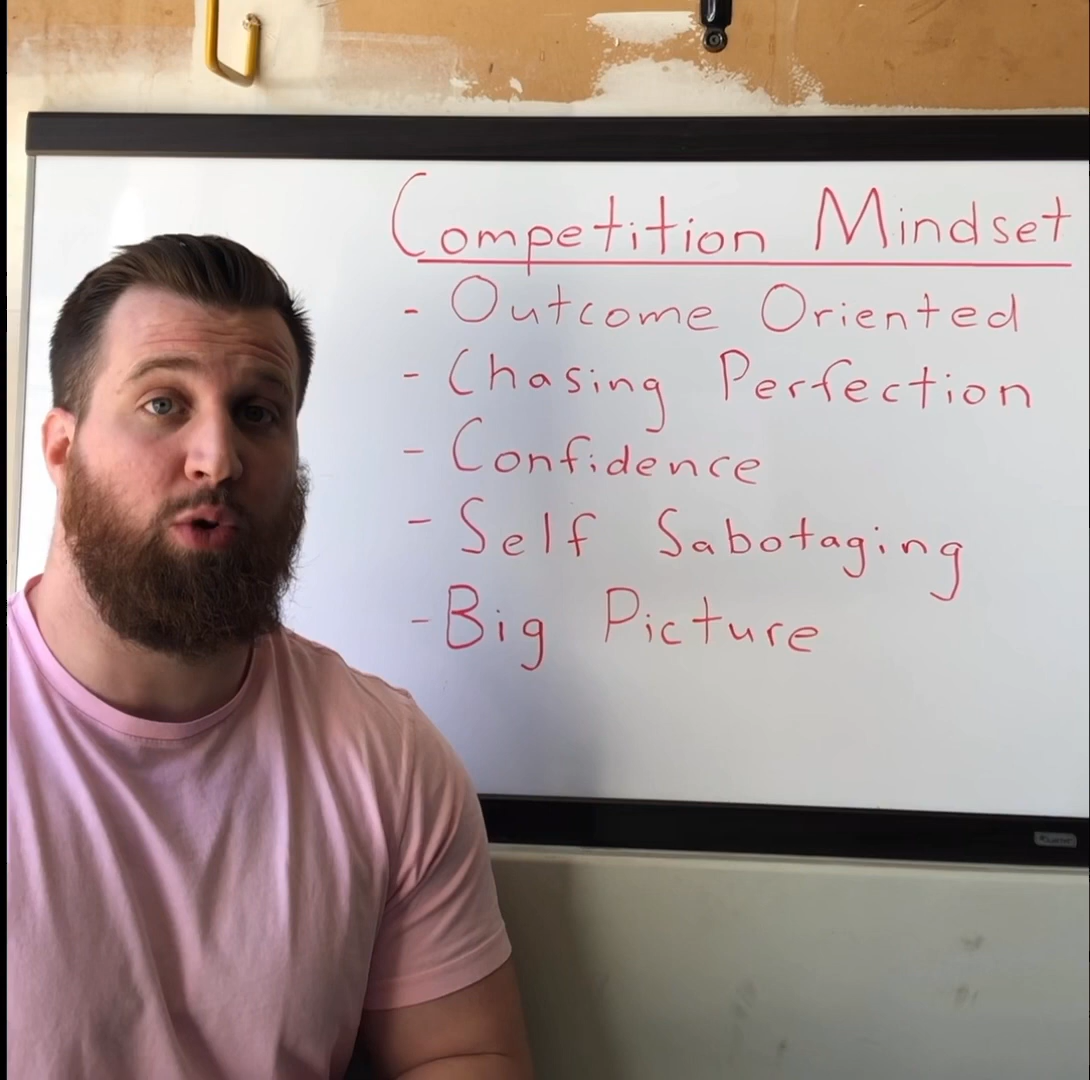 Competition Mindset
- Outcome Oriented
- Chasing Perfection
- Confidence
- Self Sabotaging
- Big Picture